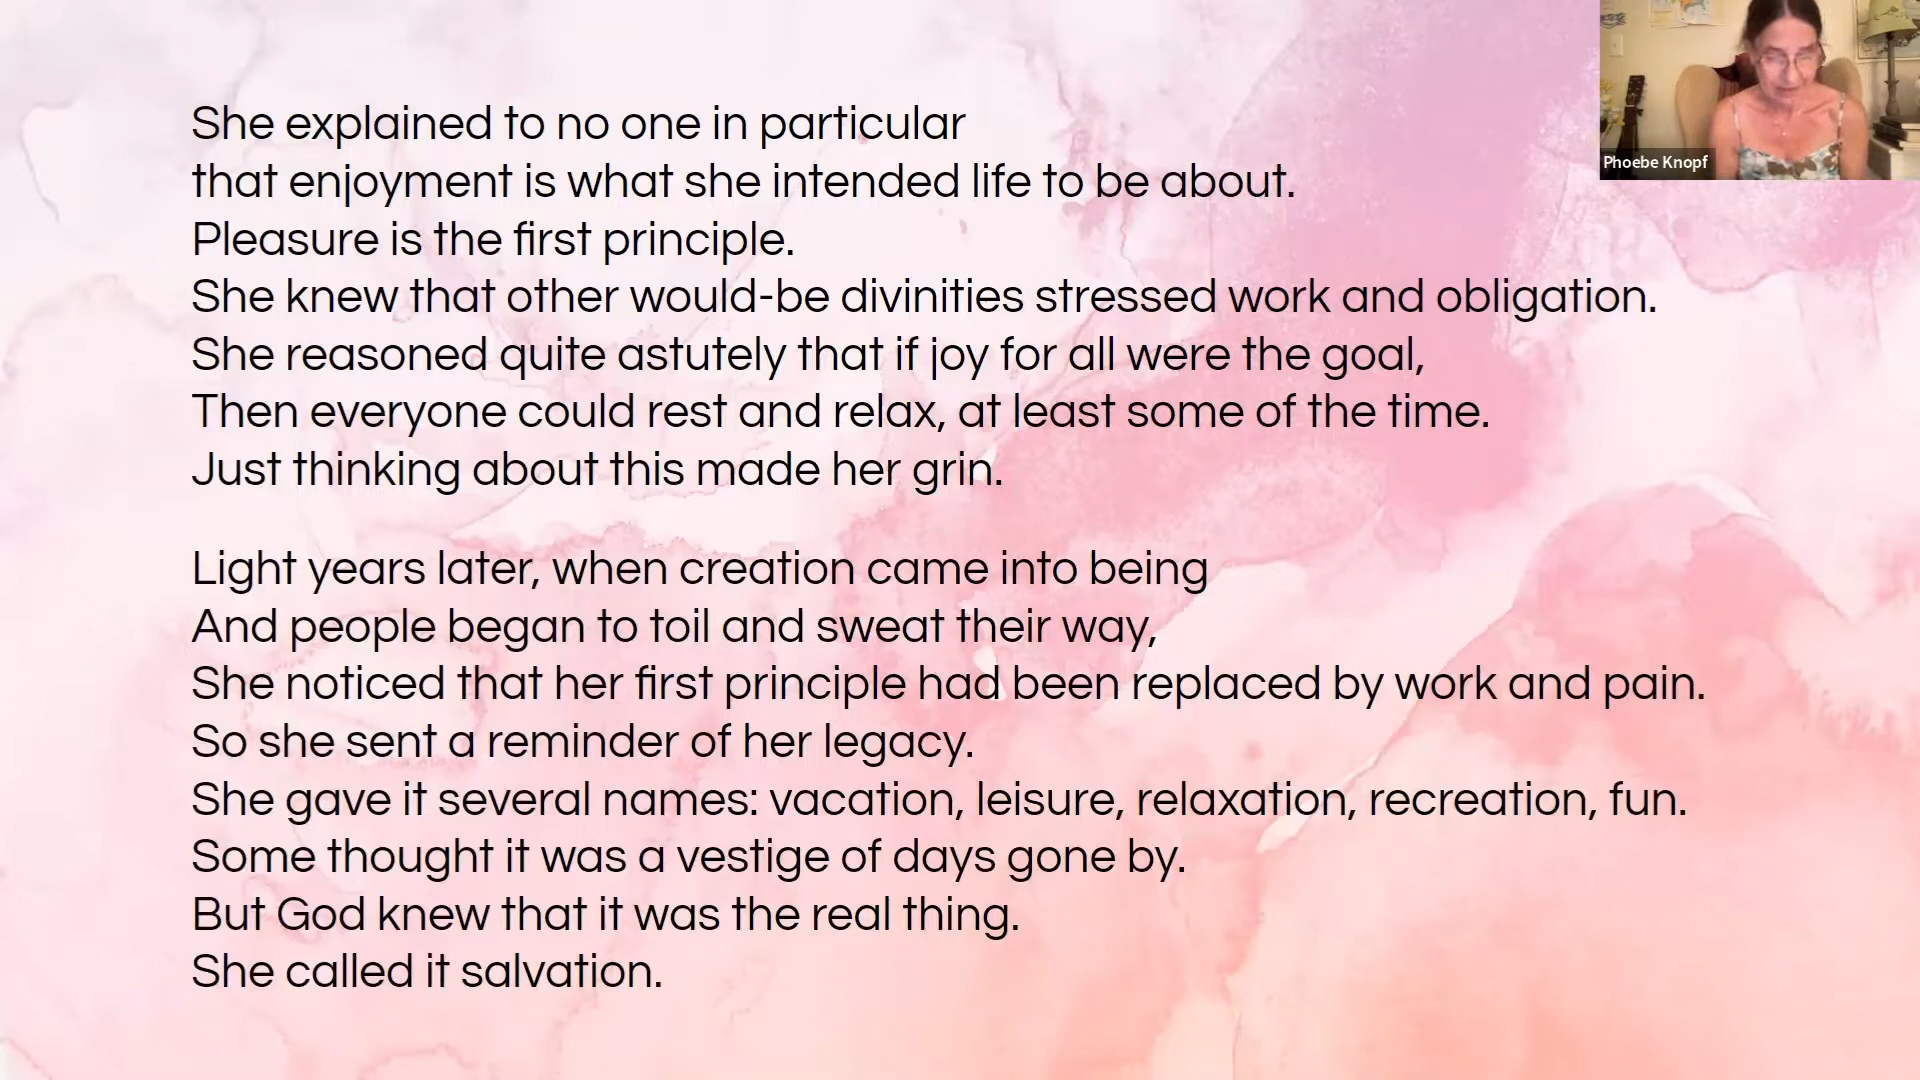 She explained to no one in particular
that enjoyment is what she intended life to be about.
Pleasure is the first principle.
She knew that other would-be divinities stressed work and obligation.
She reasoned quite astutely that if joy for all were the goal,
Then everyone could rest and relax, at least some of the time.
Just thinking about this made her grin.
Light years later, when creation came into being
And people began to toil and sweat their way,
She noticed that her first principle had been replaced by work and pain.
So she sent a reminder of her legacy.
She gave it several names: vacation, leisure, relaxation, recreation, fun.
Some thought it was a vestige of days gone by.
But God knew that it was the real thing.
She called it salvation.
Phoebe Knopf